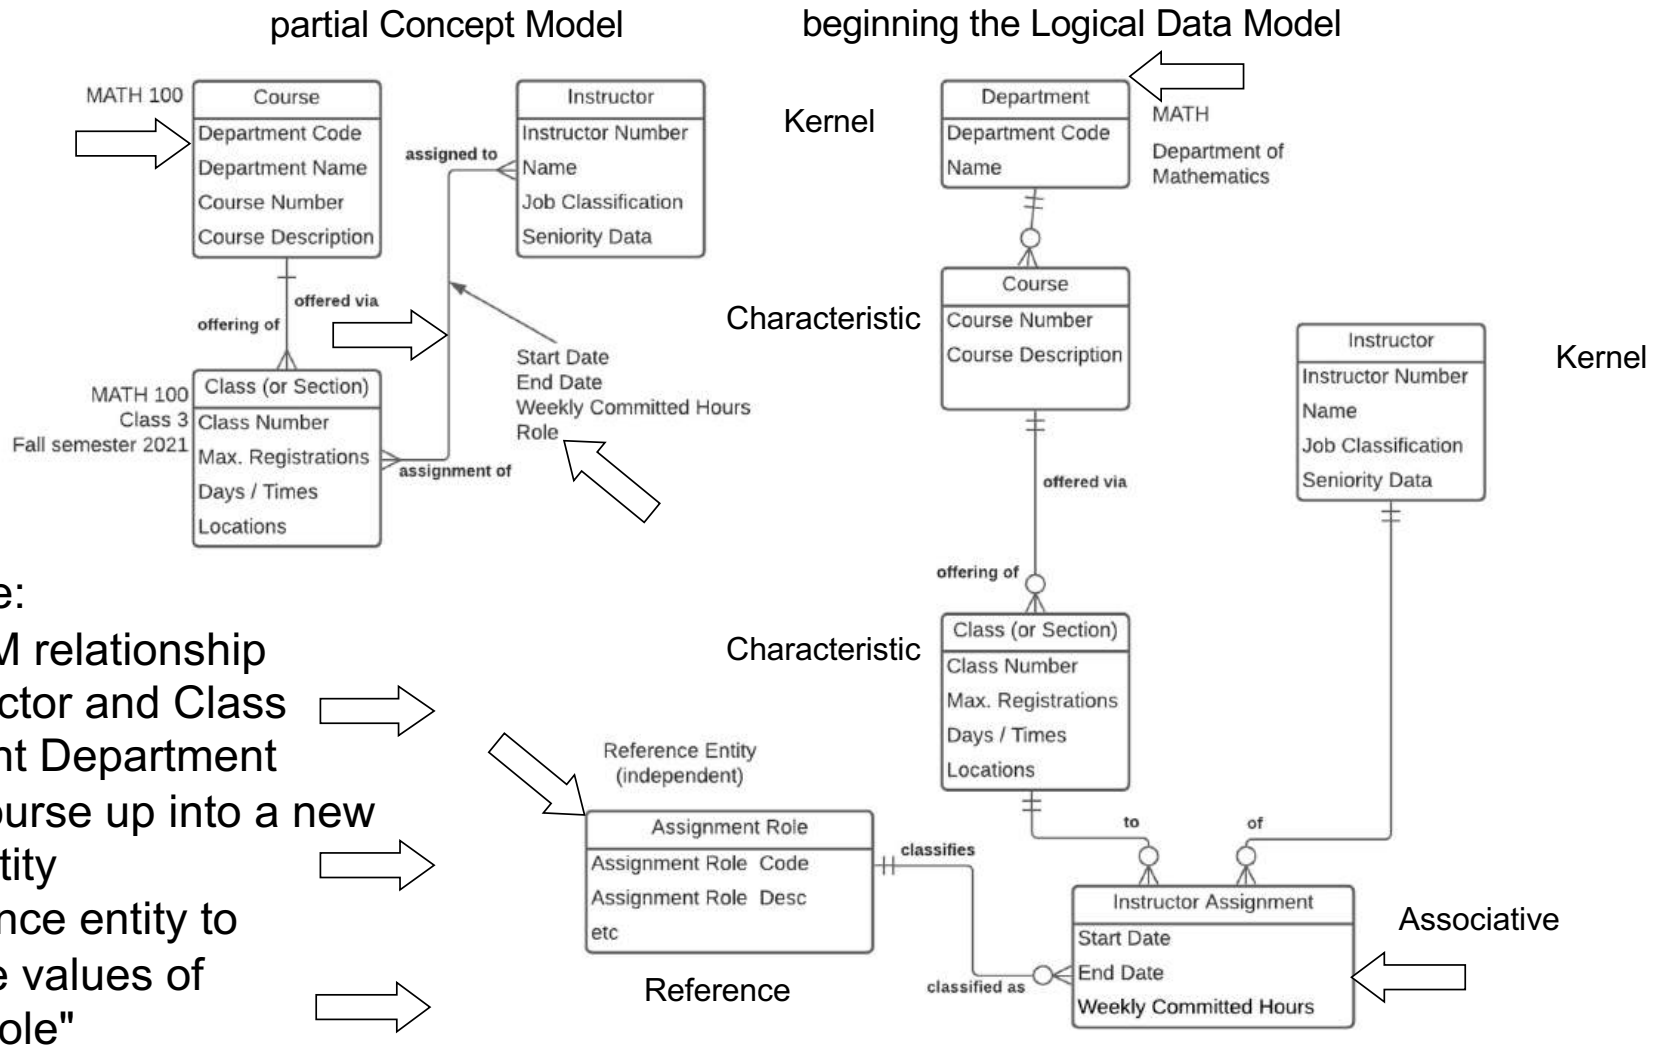 partial Concept Model
beginning the Logical Data Model
MATH 100
Course
Department Code
Department Name
Course Number
Course Description
Instructor
Instructor Number
Name
Job Classification
Seniority Data
assigned to
offered via
offering of
Start Date
End Date
Weekly Committed Hours
Role
MATH 100
Class 3
Fall semester 2021
Class (or Section)
Class Number
Max. Registrations
Days / Times
Locations
assignment of
e:
M relationship
ctor and Class
nt Department
ourse up into a new
tity
nce entity to
e values of
ole"
Kernel
Department
Department Code
Name
MATH
Department of
Mathematics
Characteristic
Course
Course Number
Course Description
Instructor
Instructor Number
Name
Job Classification
Seniority Data
Kernel
offered via
offering of
Characteristic
Class (or Section)
Class Number
Max. Registrations
Days / Times
Locations
to
of
Reference Entity
(independent)
Assignment Role
Assignment Role Code
Assignment Role Desc
etc
Reference
classifies
classified as
Instructor Assignment
Start Date
End Date
Weekly Committed Hours
Associative